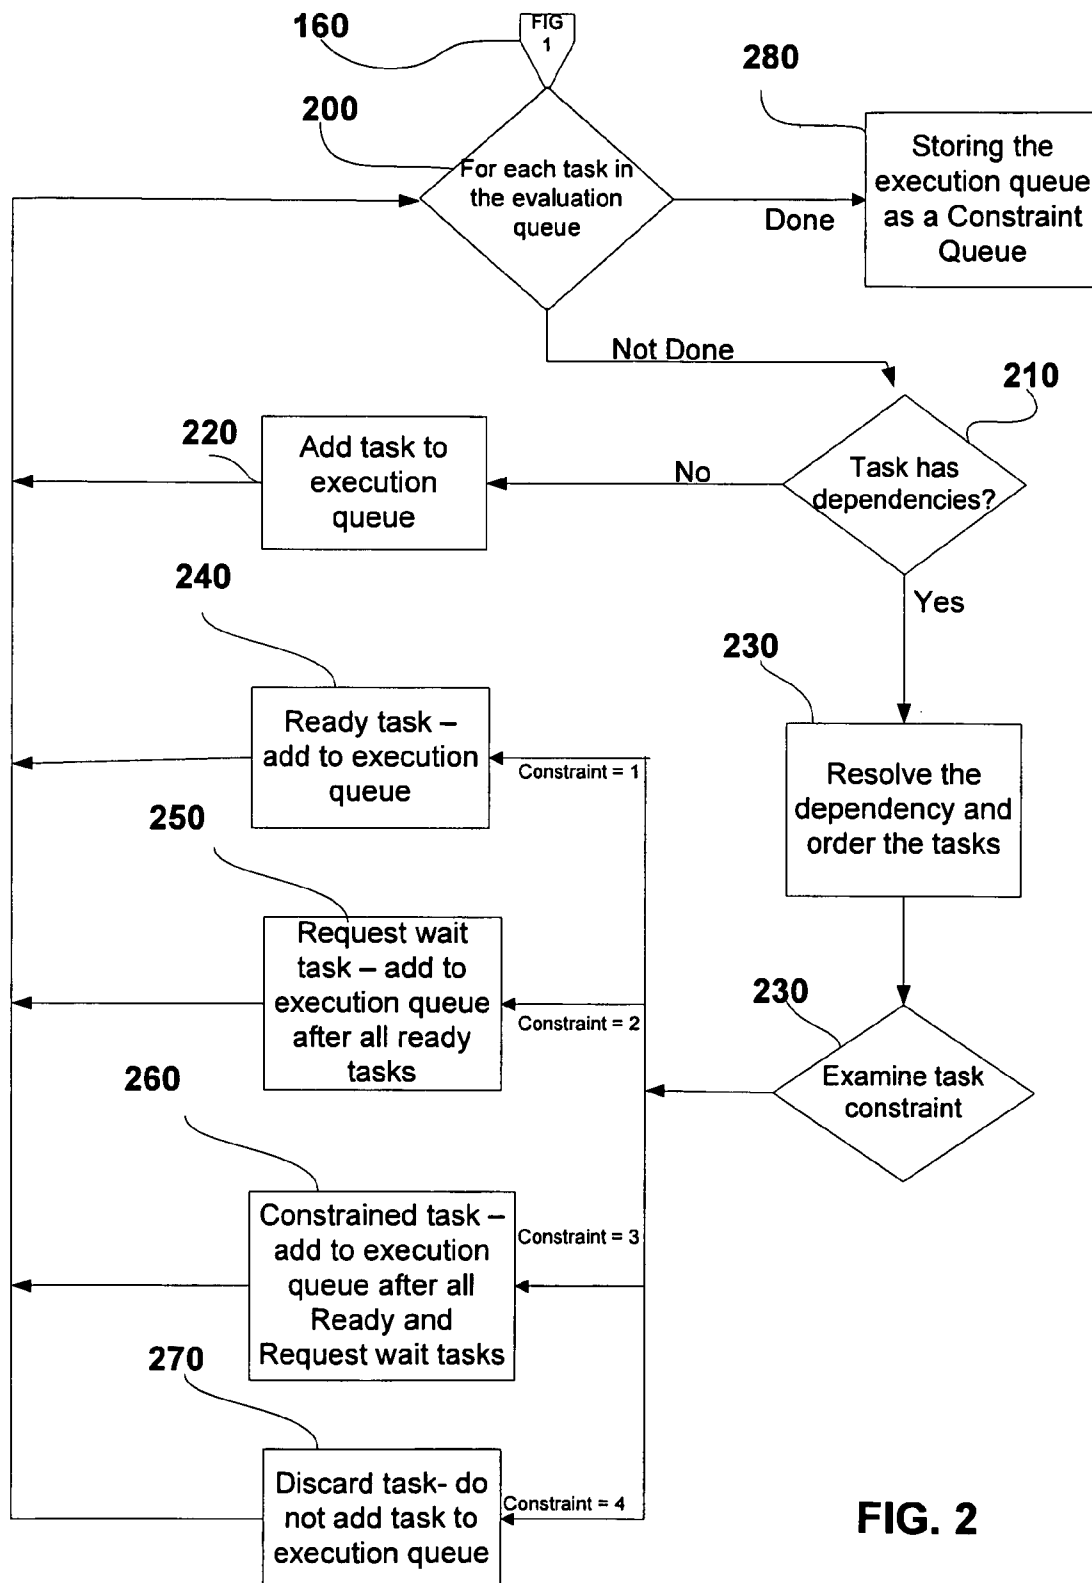 160
FIG
1
280
200
For each task in
the evaluation
queue
Storing the
execution queue
as a Constraint
Queue
Done
Not Done
210
220
Add task to
execution
queue
No
Task has
dependencies?
240
Yes
230
Ready task –
add to execution
queue
Constraint = 1
Resolve the
dependency and
order the tasks
250
Request wait
task – add to
execution queue
after all ready
tasks
Constraint = 2
230
Examine task
constraint
260
Constrained task –
add to execution
queue after all
Ready and
Request wait tasks
Constraint = 3
270
Discard task- do
not add task to
execution queue
Constraint = 4
FIG. 2